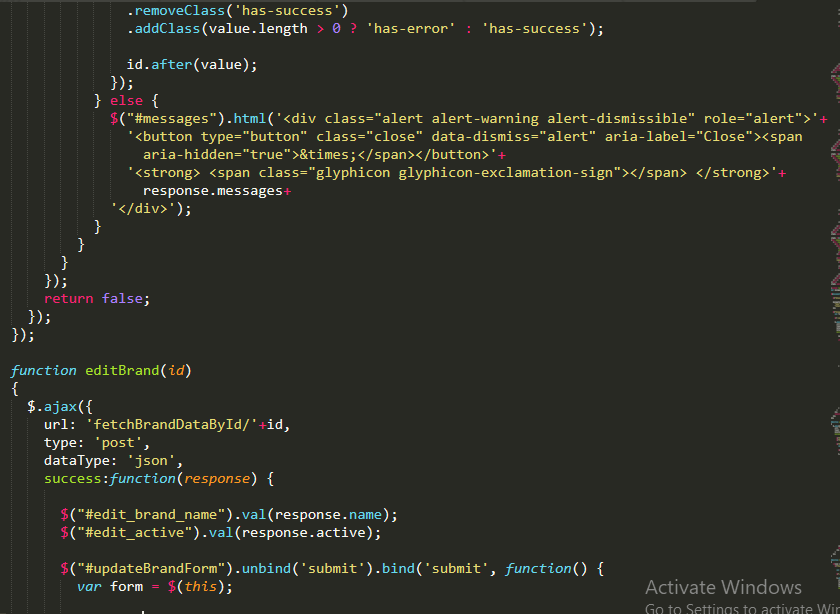 .removeClass('has-success')
.addClass(value.length > 0 ? 'has-error' : 'has-success');
id.after(value);
});
} else {
$("#messages").html('<div class="alert alert-warning alert-dismissible" role="alert">'+
'<button type="button" class="close" data-dismiss="alert" aria-label="Close"><span
aria-hidden="true">&times;</span></button>'+
'<strong> <span class="glyphicon glyphicon-exclamation-sign"></span> </strong>'+
response.messages+
'</div>');
}
}
}
});
return false;
});
});
function editBrand(id)
{
$.ajax({
url: 'fetchBrandDataById/'+id,
type: 'post',
dataType: 'json',
success:function(response) {
$("#edit_brand_name").val(response.name);
$("#edit_active").val(response.active);
$("#updateBrandForm").unbind('submit').bind('submit', function() {
var form = $(this);
Activate Windows
Go to Settings to activate Win